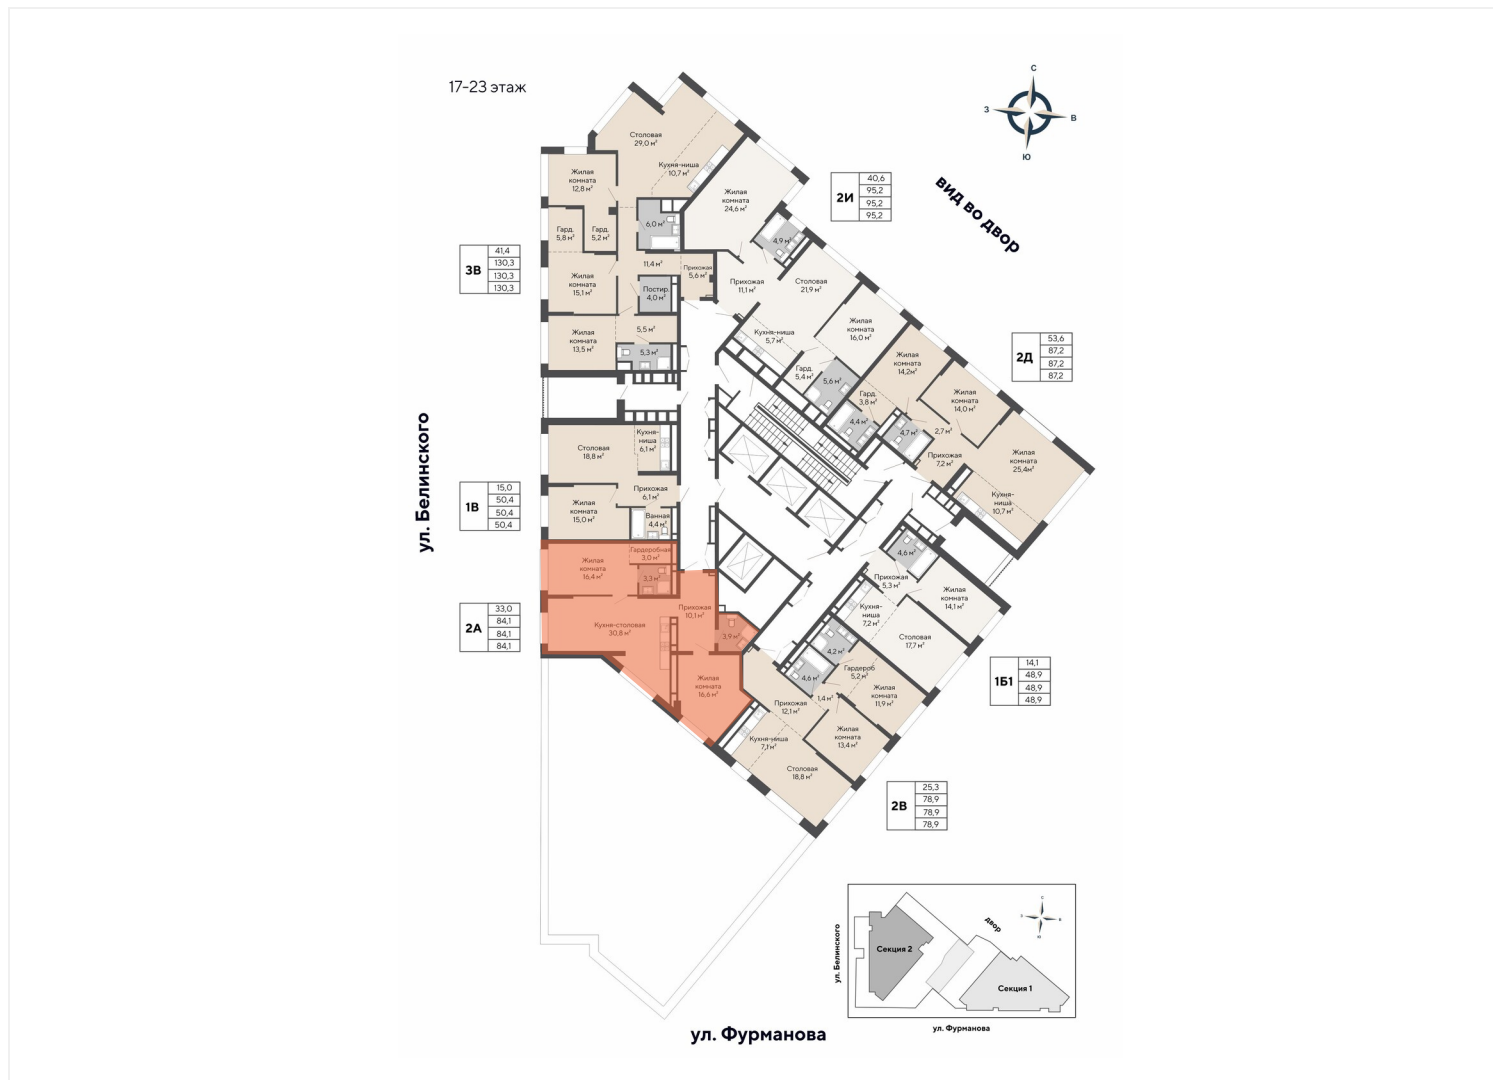 17-23 этаж
С
З
В
Ю
вид во двор
ул. Белинского
Столовая
29,0 м²
Кухня-ниша
10,7 м²
Жилая
комната
12,8 м²
Гард.
5,8 м²
Гард.
5,2 м²
6,0 м²
11,4 м²
Прихожая
5,6 м²
Жилая
комната
15,1 м²
Постир.
4,0 м²
5,5 м²
Жилая
комната
13,5 м²
5,3 м²
3В
41,4
130,3
130,3
130,3
Жилая
комната
24,6 м²
4,9 м²
Прихожая
11,1 м²
Столовая
21,9 м²
Кухня-ниша
5,7 м²
Жилая
комната
16,0 м²
Гард.
5,4 м²
5,6 м²
2И
40,6
95,2
95,2
95,2
Жилая
комната
14,2м²
Гард.
3,8 м²
4,4 м²
Жилая
комната
14,0 м²
4,7 м²
2,7 м²
Прихожая
7,2 м²
Жилая
комната
25,4м²
Кухня-
ниша
10,7 м²
2Д
53,6
87,2
87,2
87,2
Столовая
18,8 м²
Кухня-
ниша
6,1 м²
Прихожая
6,1 м²
Жилая
комната
15,0 м²
Ванная
4,4 м²
1В
15,0
50,4
50,4
50,4
Жилая
комната
16,4 м²
Гардеробная
3,0 м²
3,3 м²
Прихожая
10,1 м²
Кухня-столовая
30,8 м²
3,9 м²
Жилая
комната
16,6 м²
2А
33,0
84,1
84,1
84,1
4,6 м²
Прихожая
5,3 м²
Жилая
комната
14,1 м²
Кухня-
ниша
7,2 м²
Столовая
17,7 м²
1Б1
14,1
48,9
48,9
48,9
4,2 м²
4,6 м²
Гардероб
5,2 м²
1,4 м²
Жилая
комната
11,9 м²
Прихожая
12,1 м²
Жилая
комната
13,4 м²
Кухня-ниша
7,1 м²
Столовая
18,8 м²
2В
25,3
78,9
78,9
78,9
ул. Фурманова
ул. Белинского
Секция 2
двор
Секция 1
ул. Фурманова